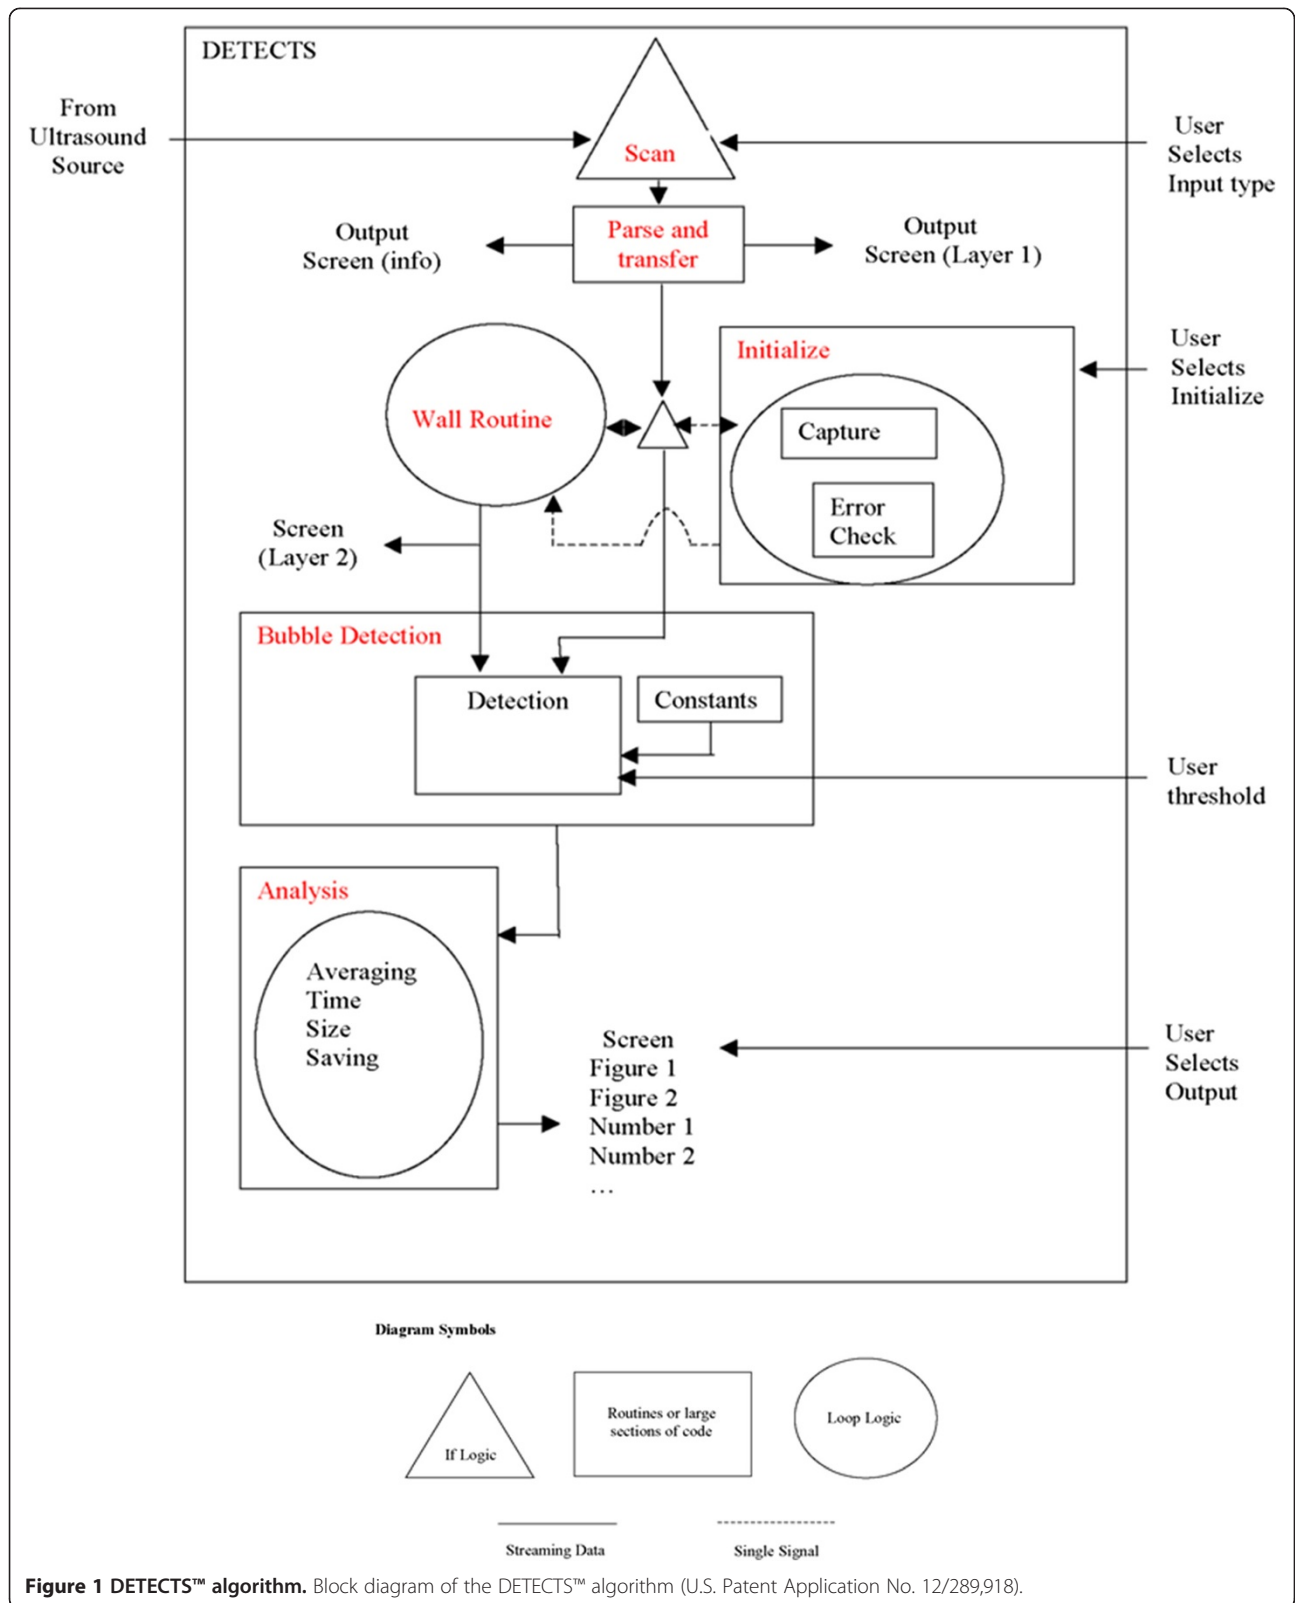 DETECTS
From
Ultrasound
Source
Scan
User
Selects
Input type
Output
Screen (info)
Parse and
transfer
Output
Screen (Layer 1)
Wall Routine
Initialize
Capture
Error
Check
User
Selects
Initialize
Screen
(Layer 2)
Bubble Detection
Detection
Constants
User
threshold
Analysis
Averaging
Time
Size
Saving
Screen
Figure 1
Figure 2
Number 1
Number 2
...
User
Selects
Output
Diagram Symbols
If Logic
Routines or large
sections of code
Loop Logic
Streaming Data
Single Signal
Figure 1 DETECTS™ algorithm. Block diagram of the DETECTS™ algorithm (U.S. Patent Application No. 12/289,918).